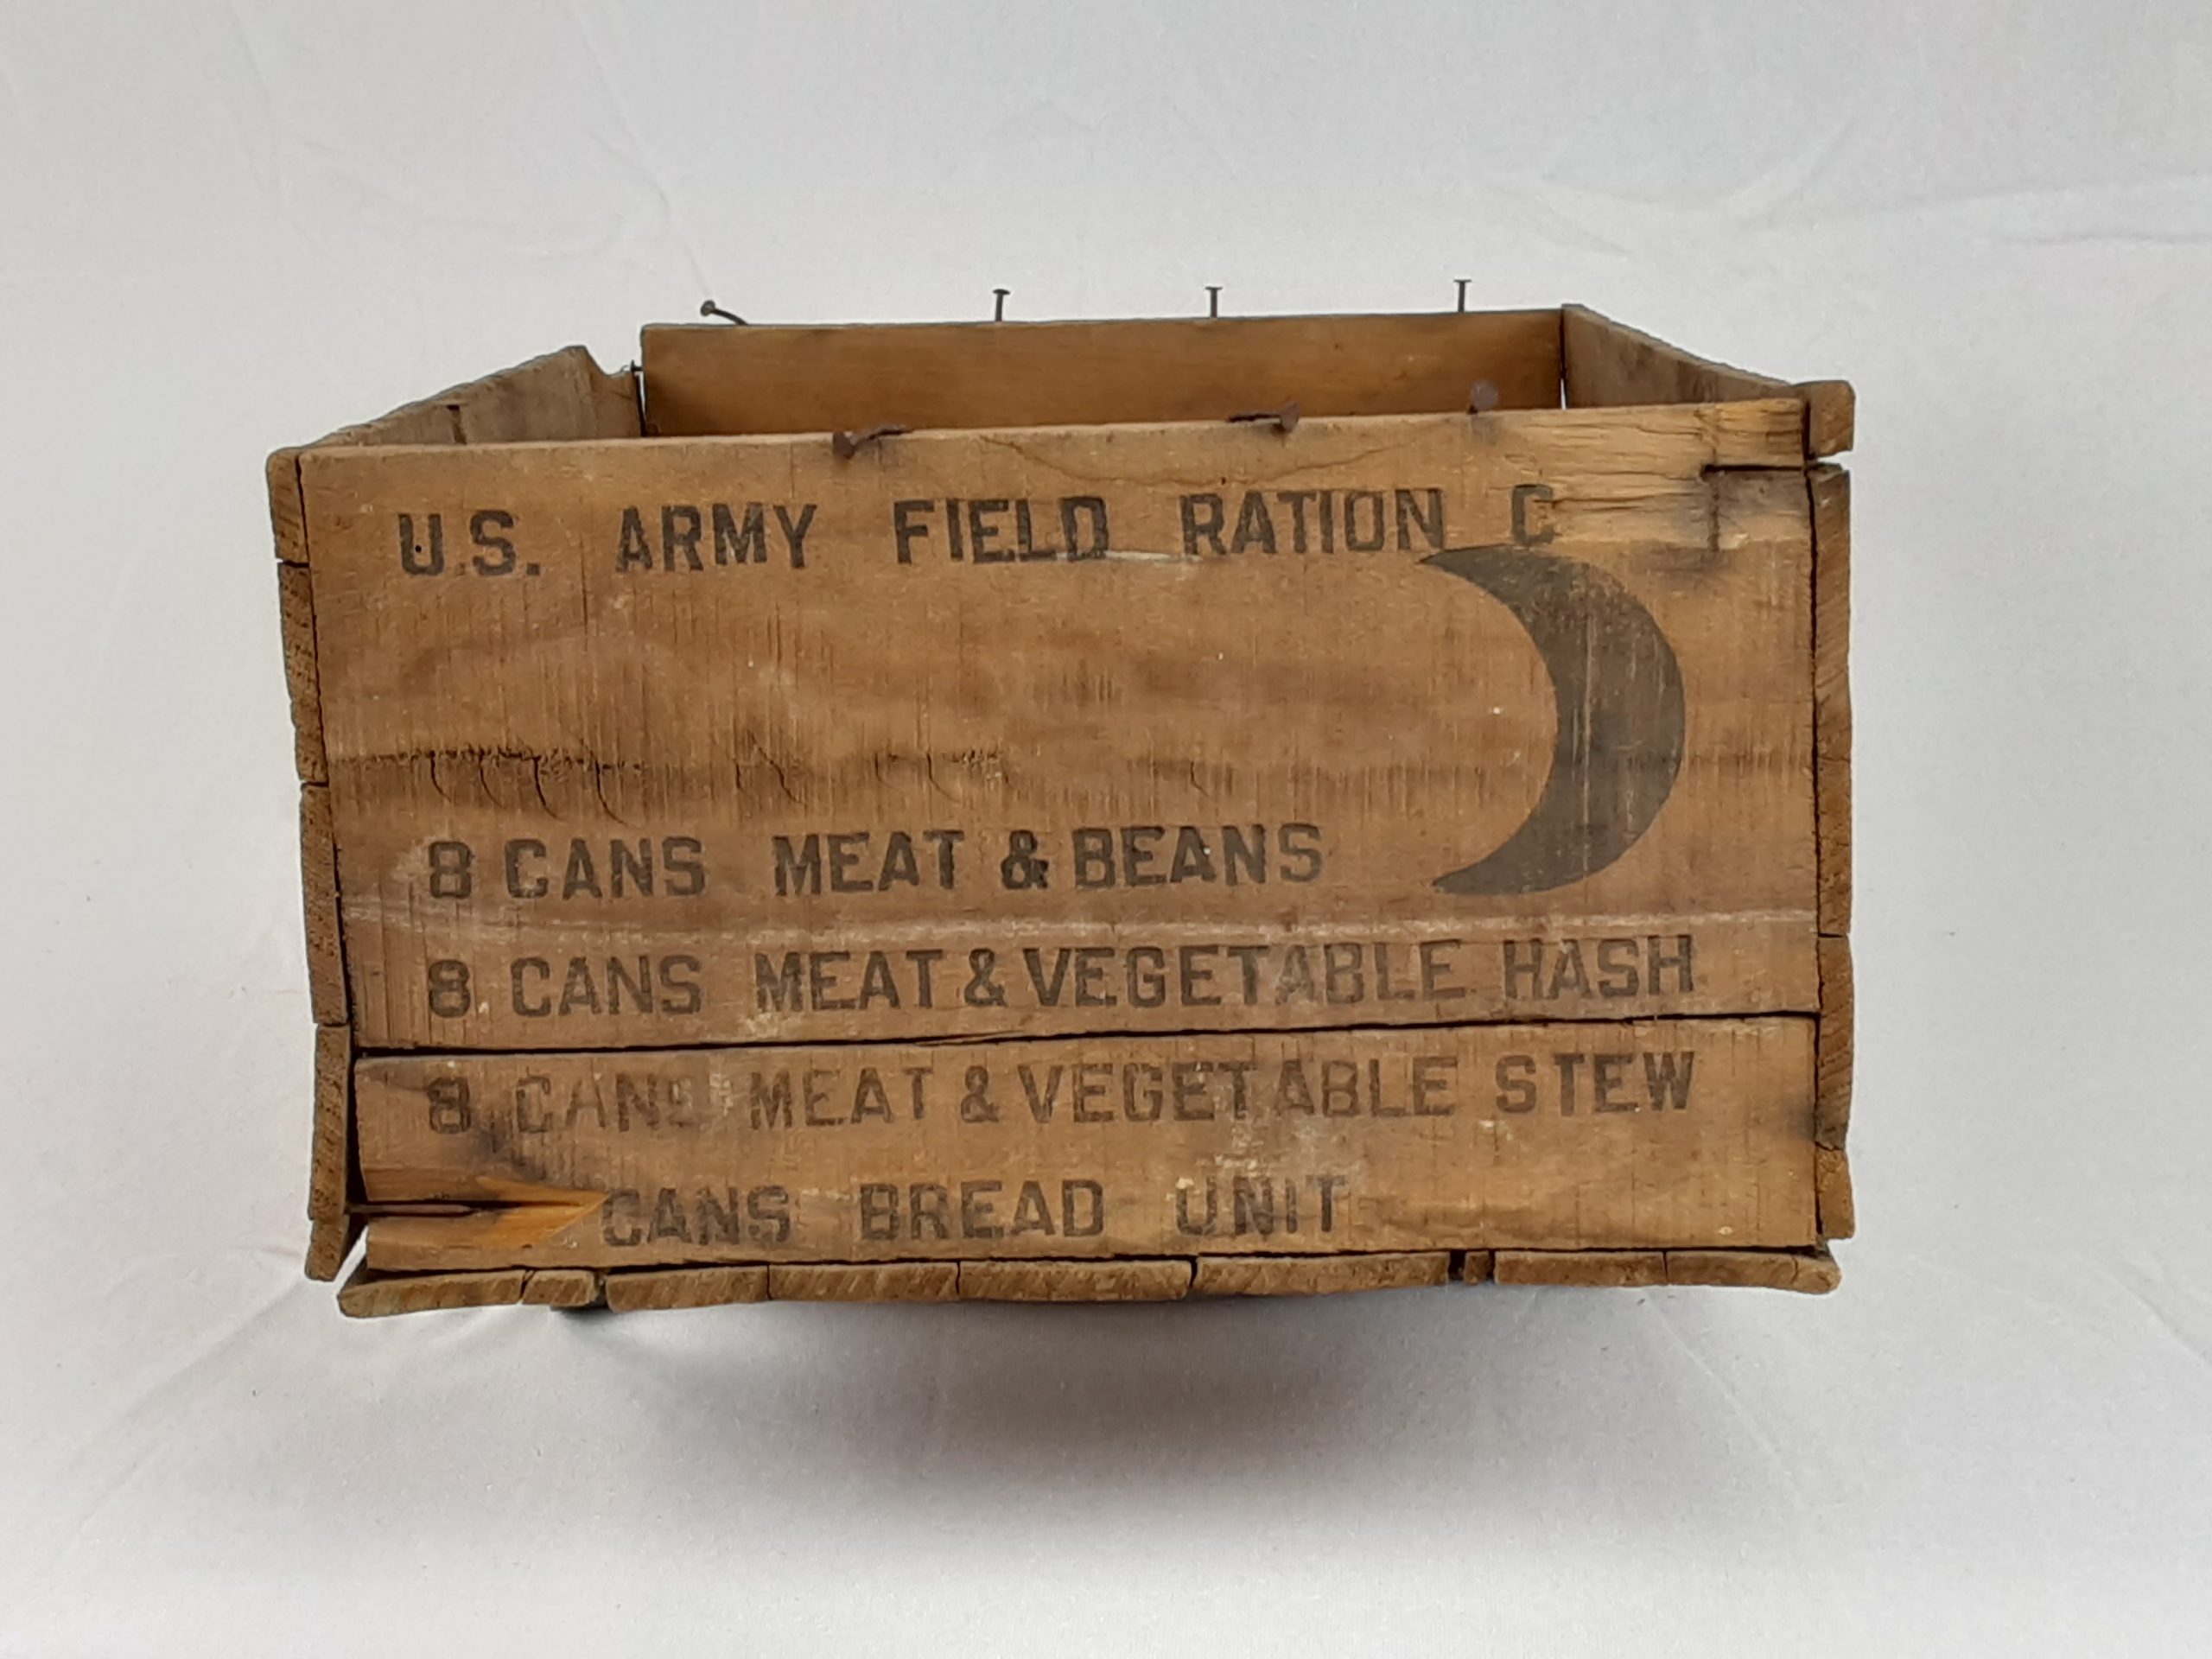 U.S. ARMY FIELD RATION C
8 CANS MEAT & BEANS
8 CANS MEAT & VEGETABLE HASH
8 CANS MEAT & VEGETABLE STEW
CANS BREAD UNIT